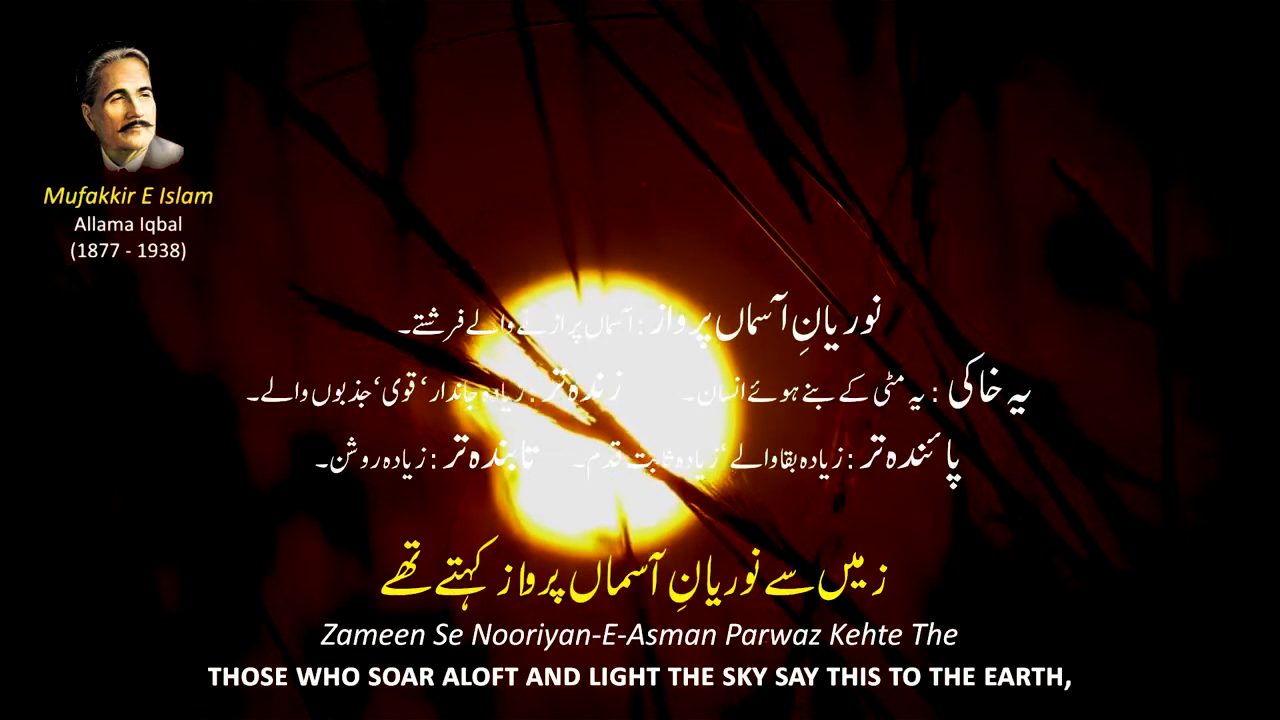 Mufakkir E Islam
Allama Iqbal
(1877 - 1938)
نوریانِ آسماں پرواز : آسماں پر اڑنے والے فرشتے۔
یہ خاکی : یہ مٹی کے بنے ہوئے انسان۔ زندہ تر : زیادہ جاندار‘ قوی‘ جذبوں والے۔
پائندہ تر : زیادہ بقا والے‘ زیادہ ثابت قدم۔ تابندہ تر : زیادہ روشن۔
زمیں سے نوریانِ آسماں پرواز کہتے تھے
Zameen Se Nooriyan-E-Asman Parwaz Kehte The
THOSE WHO SOAR ALOFT AND LIGHT THE SKY SAY THIS TO THE EARTH,